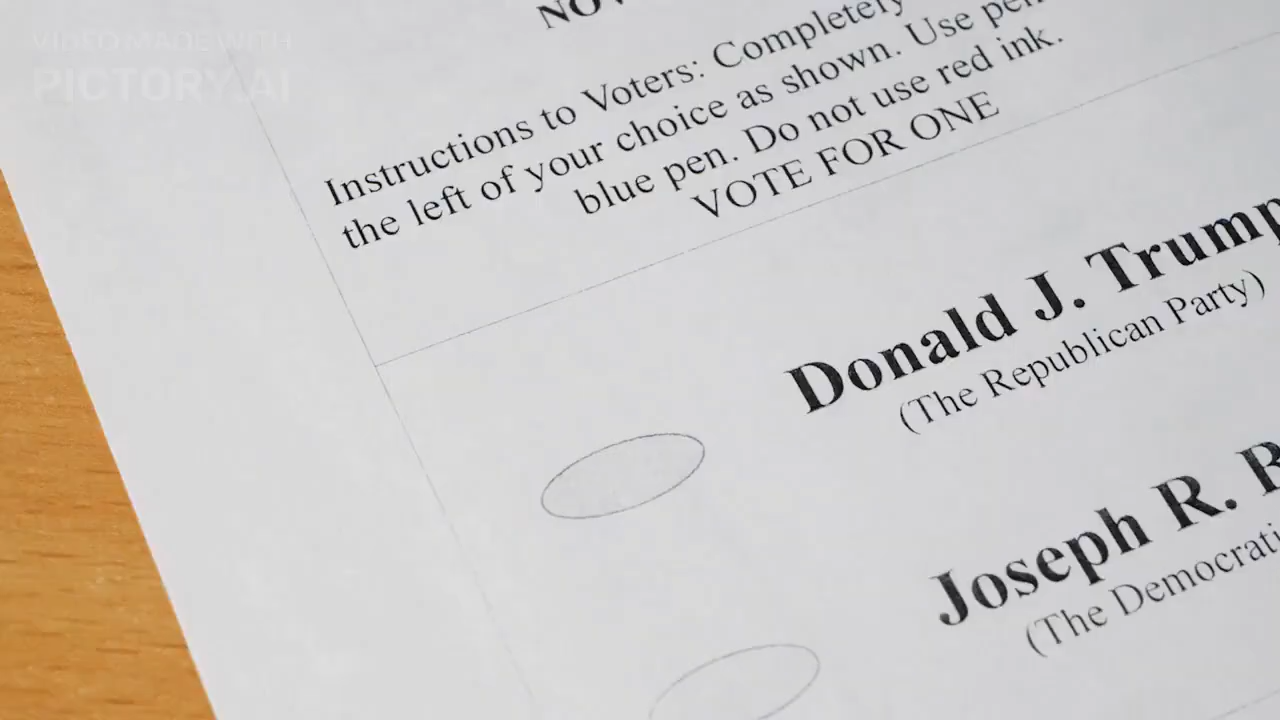 VIDEO MADE WITH
PICTORY.AI
Instructions to Voters: Completely
the left of your choice as shown. Use pen
blue pen. Do not use red ink.
VOTE FOR ONE
Donald J. Trump
(The Republican Party)
Joseph R.
(The